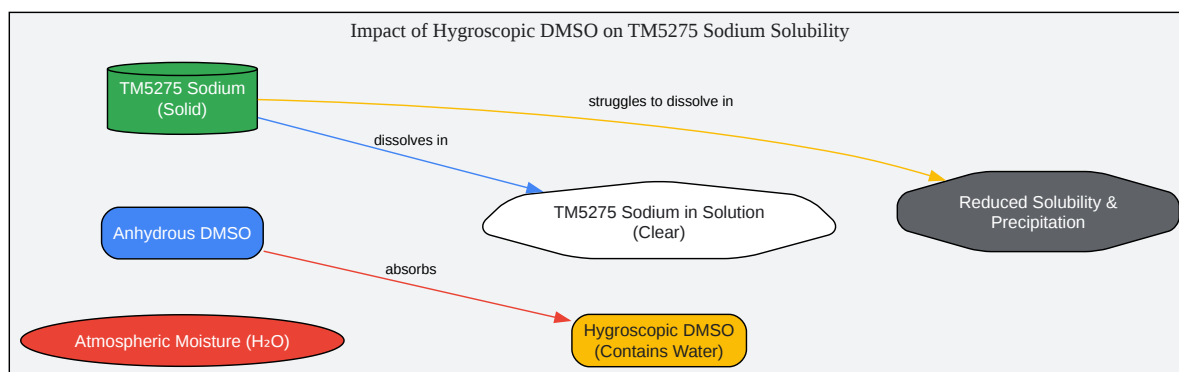 Impact of Hygroscopic DMSO on TM5275 Sodium Solubility
TM5275 Sodium
(Solid)
struggles to dissolve in
dissolves in
TM5275 Sodium in Solution
(Clear)
Reduced Solubility &
Precipitation
Anhydrous DMSO
absorbs
Atmospheric Moisture (H₂O)
Hygroscopic DMSO
(Contains Water)